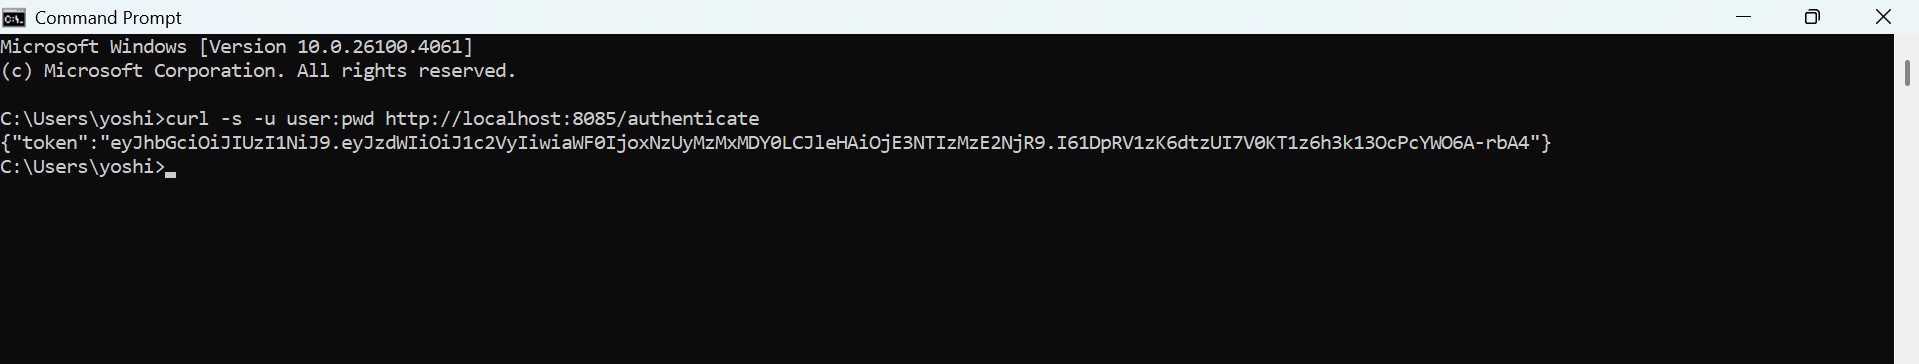 Command Prompt
Microsoft Windows [Version 10.0.26100.4061]
(c) Microsoft Corporation. All rights reserved.
C:\Users\yoshi>curl -s -u user:pwd http://localhost:8085/authenticate
{"token":"eyJhbGciOiJIUzI1NiJ9.eyJzdWIiOiJ1c2VyIiwiaWF0IjoxNzUyMzMxMDY0LCJleHAiOjE3NTIzMzE2NjR9.I61DpRV1zK6dtzUI7V0KT1z6h3k13OcPcYWO6A-rbA4"}
C:\Users\yoshi>